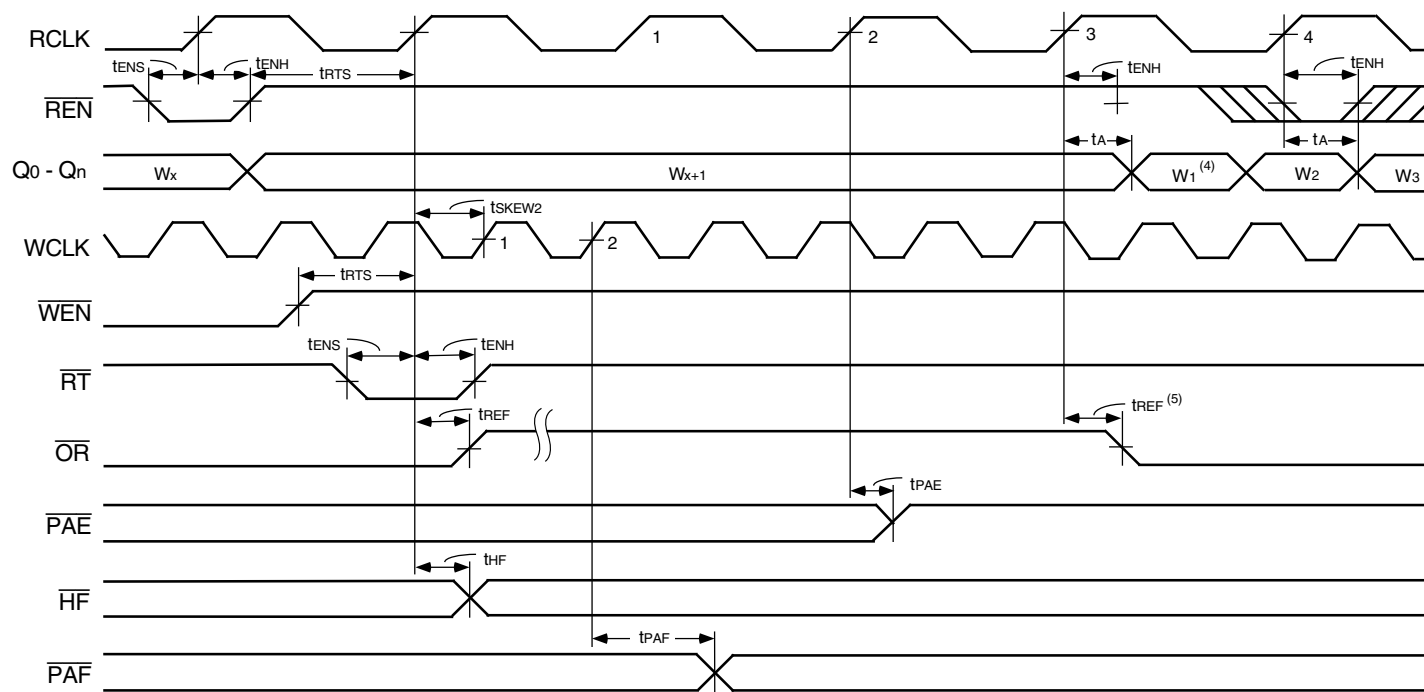 RCLK 1 2 3 4
tENS tENH tRTS tENH tENH
REN
tA tA
Q0 - Qn Wx Wx+1 W1 (4) W2 W3
tSKEW2
WCLK 1 2
tRTS
WEN
tENS tENH
RT
tREF tREF (5)
OR
tPAE
PAE
tHF
HF
tPAF
PAF